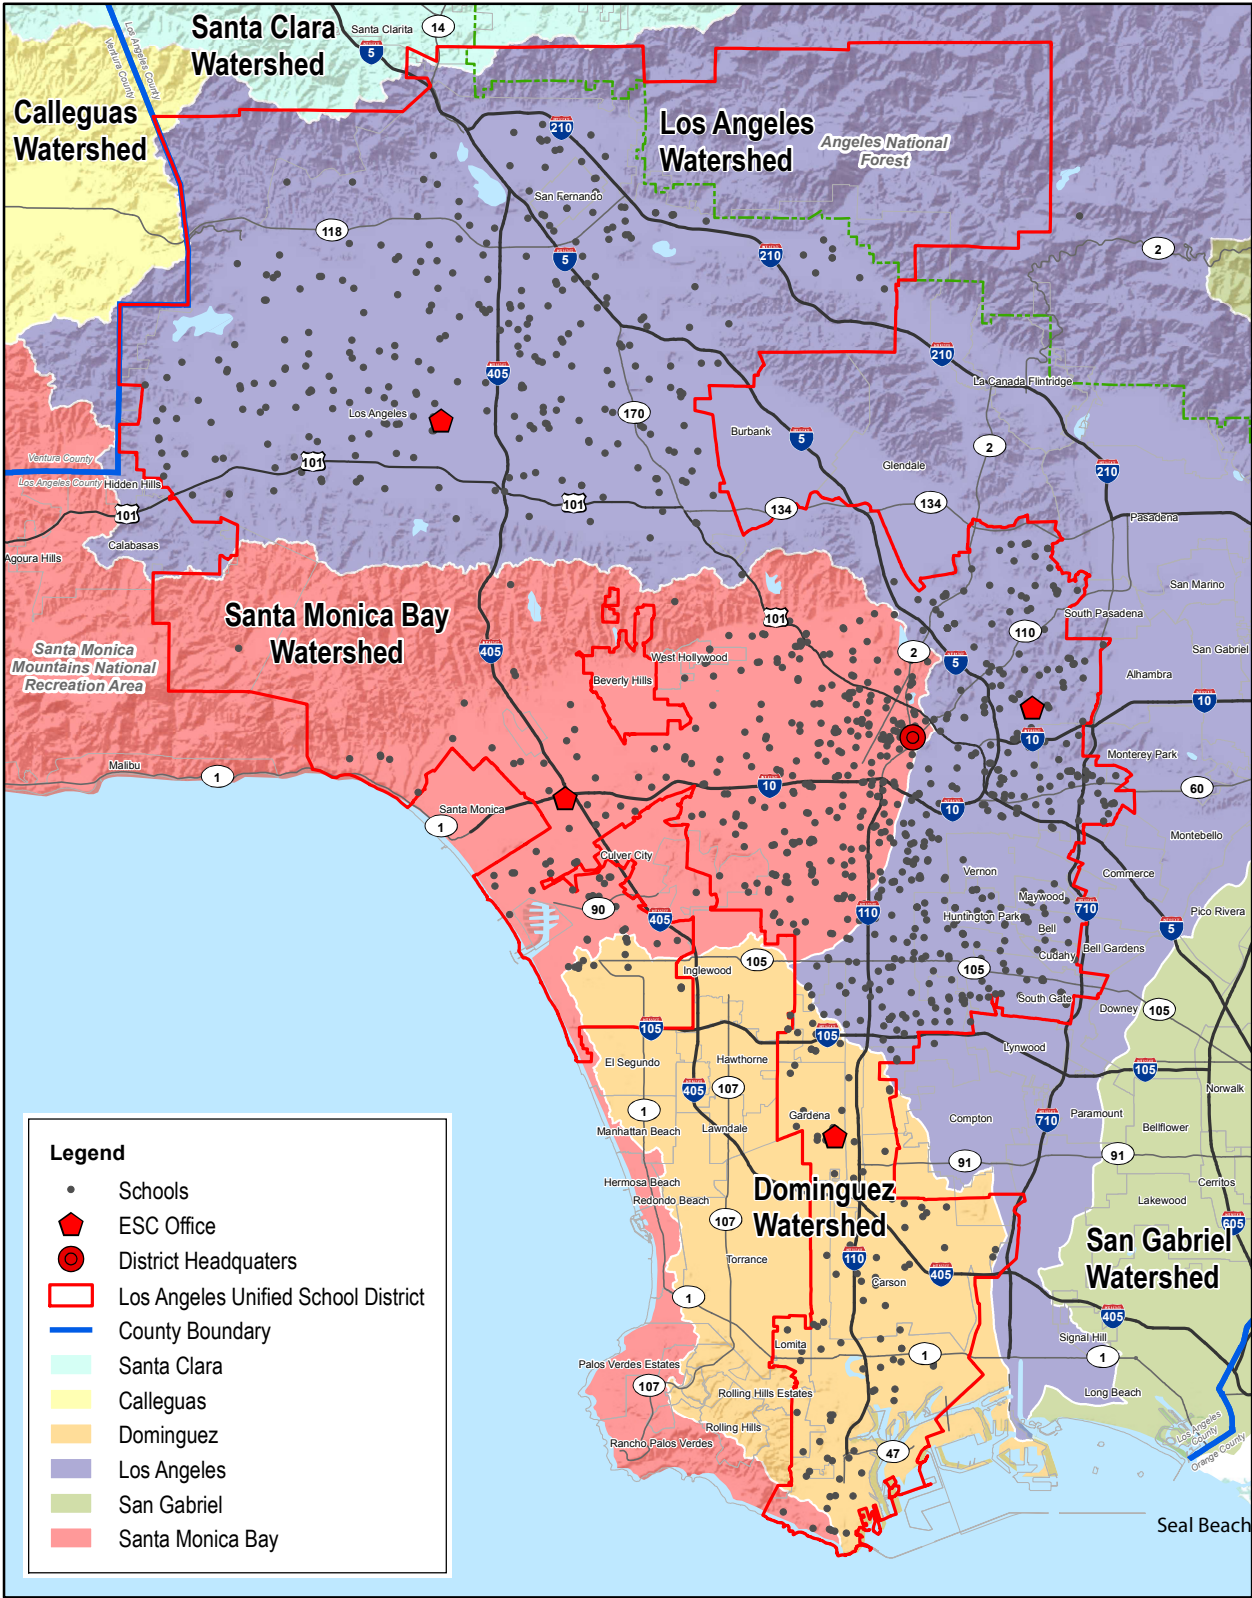 Santa Clara
Watershed
Santa Clarita
14
5
Los Angeles County
Ventura County
Calleguas
Watershed
210
Los Angeles
Watershed
Angeles National
Forest
San Fernando
118
5
210
2
405
210
La Canada Flintridge
Los Angeles
170
Burbank
5
2
Glendale
210
Ventura County
Los Angeles County
Hidden Hills
101
101
101
134
134
Pasadena
Calabasas
Agoura Hills
San Marino
Santa Monica Bay
Watershed
101
South Pasadena
110
Santa Monica
Mountains National
Recreation Area
405
West Hollywood
2
5
San Gabriel
Beverly Hills
Alhambra
10
10
Monterey Park
Malibu
1
10
60
Santa Monica
1
10
Montebello
Culver City
Vernon
Commerce
Maywood
90
405
110
Huntington Park
710
Pico Rivera
Bell
5
Bell Gardens
Cudahy
Inglewood
105
105
South Gate
Downey
105
105
105
Lynwood
El Segundo
Hawthorne
105
405
107
Norwalk
1
Gardena
Compton
710
Paramount
Manhattan Beach
Lawndale
Bellflower
91
91
Hermosa Beach
Redondo Beach
Dominguez
Watershed
Cerritos
Lakewood
107
605
San Gabriel
Watershed
Torrance
110
405
Carson
1
405
Signal Hill
Lomita
1
1
Palos Verdes Estates
107
Rolling Hills Estates
Long Beach
Rolling Hills
Rancho Palos Verdes
47
Los Angeles
County
Orange County
Seal Beach
Legend
Schools
ESC Office
District Headquaters
Los Angeles Unified School District
County Boundary
Santa Clara
Calleguas
Dominguez
Los Angeles
San Gabriel
Santa Monica Bay